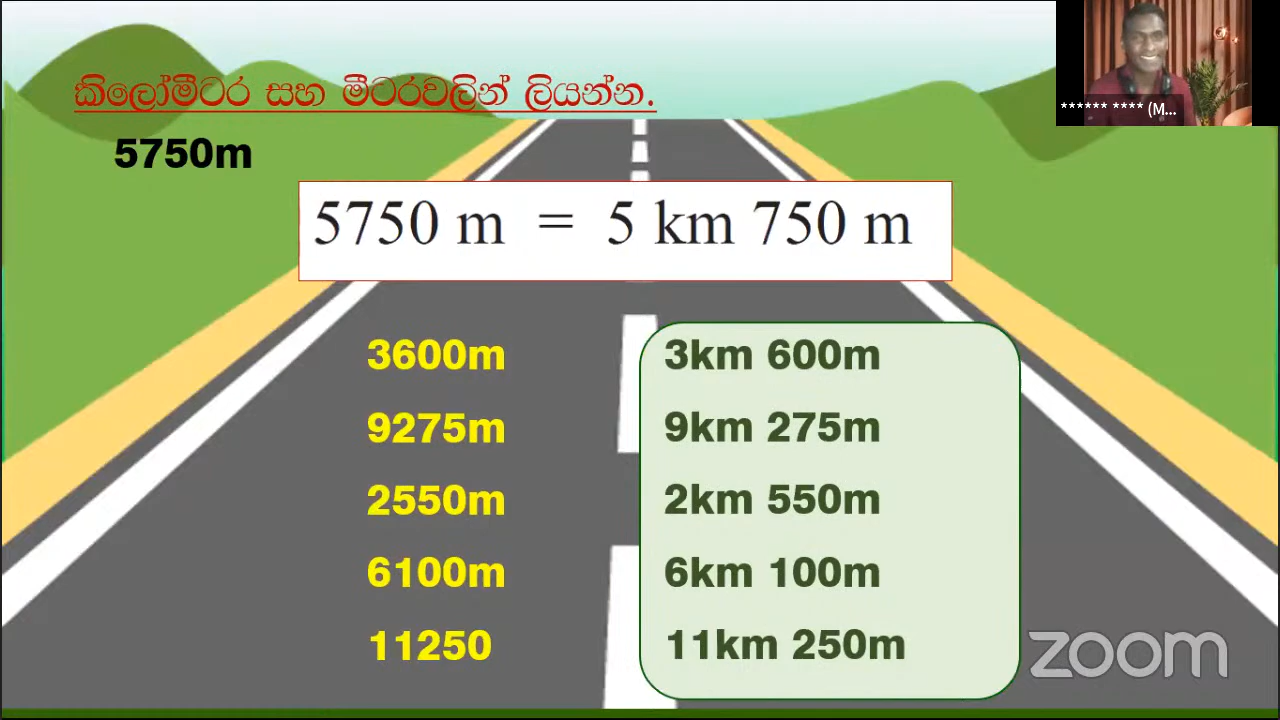 කිලෝමීටර සහ මීටරවලින් ලියන්න.
5750m
5750 m = 5 km 750 m
3600m 3km 600m
9275m 9km 275m
2550m 2km 550m
6100m 6km 100m
11250 11km 250m
****** **** (M...
zoom